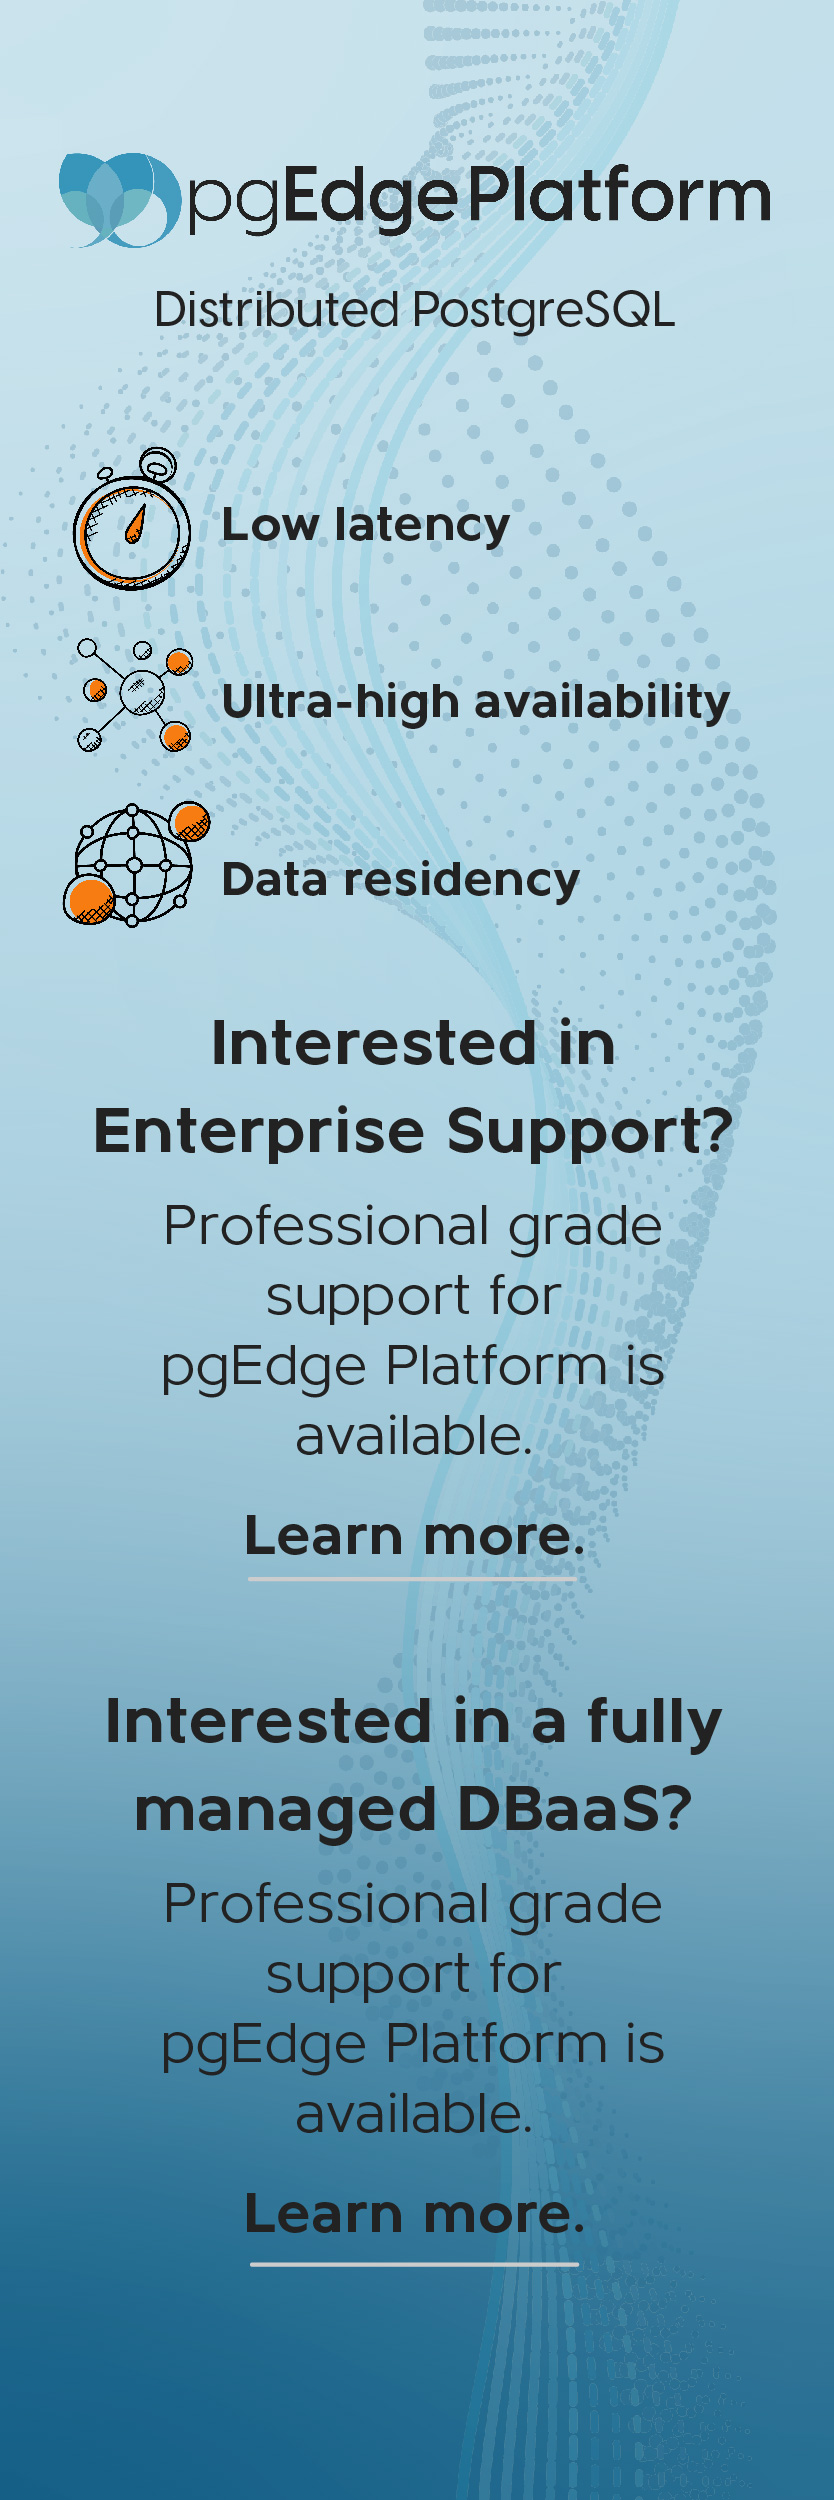 pgEdge Platform
Distributed PostgreSQL
Low latency
Ultra-high availability
Data residency
Interested in
Enterprise Support?
Professional grade
support for
pgEdge Platform is
available.
Learn more.
Interested in a fully
managed DBaaS?
Professional grade
support for
pgEdge Platform is
available.
Learn more.